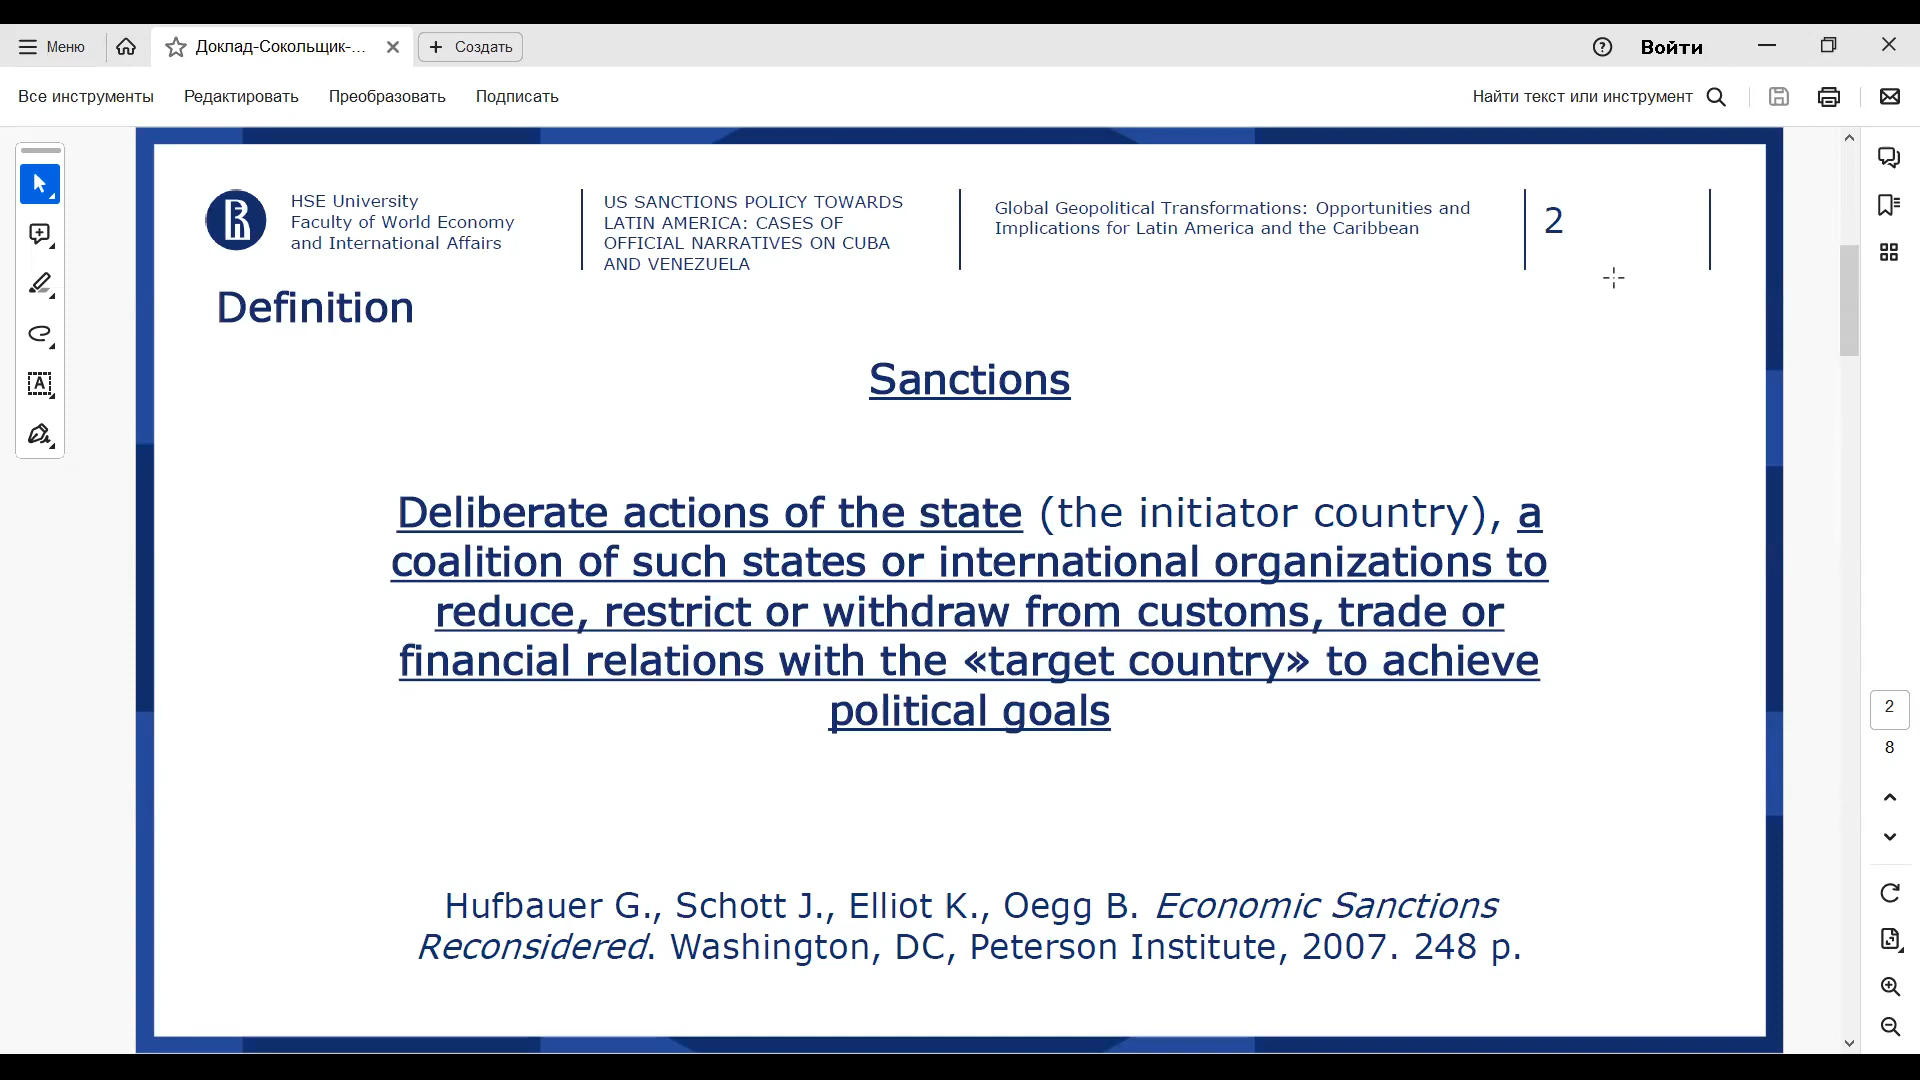 Меню
Доклад-Сокольщик-...
Создать
Войти
Все инструменты
Редактировать
Преобразовать
Подписать
Найти текст или инструмент
HSE University
Faculty of World Economy
and International Affairs
US SANCTIONS POLICY TOWARDS
LATIN AMERICA: CASES OF
OFFICIAL NARRATIVES ON CUBA
AND VENEZUELA
Global Geopolitical Transformations: Opportunities and
Implications for Latin America and the Caribbean
2
Definition
Sanctions
Deliberate actions of the state (the initiator country), a
coalition of such states or international organizations to
reduce, restrict or withdraw from customs, trade or
financial relations with the «target country» to achieve
political goals
Hufbauer G., Schott J., Elliot K., Oegg B. Economic Sanctions
Reconsidered. Washington, DC, Peterson Institute, 2007. 248 p.
2
8